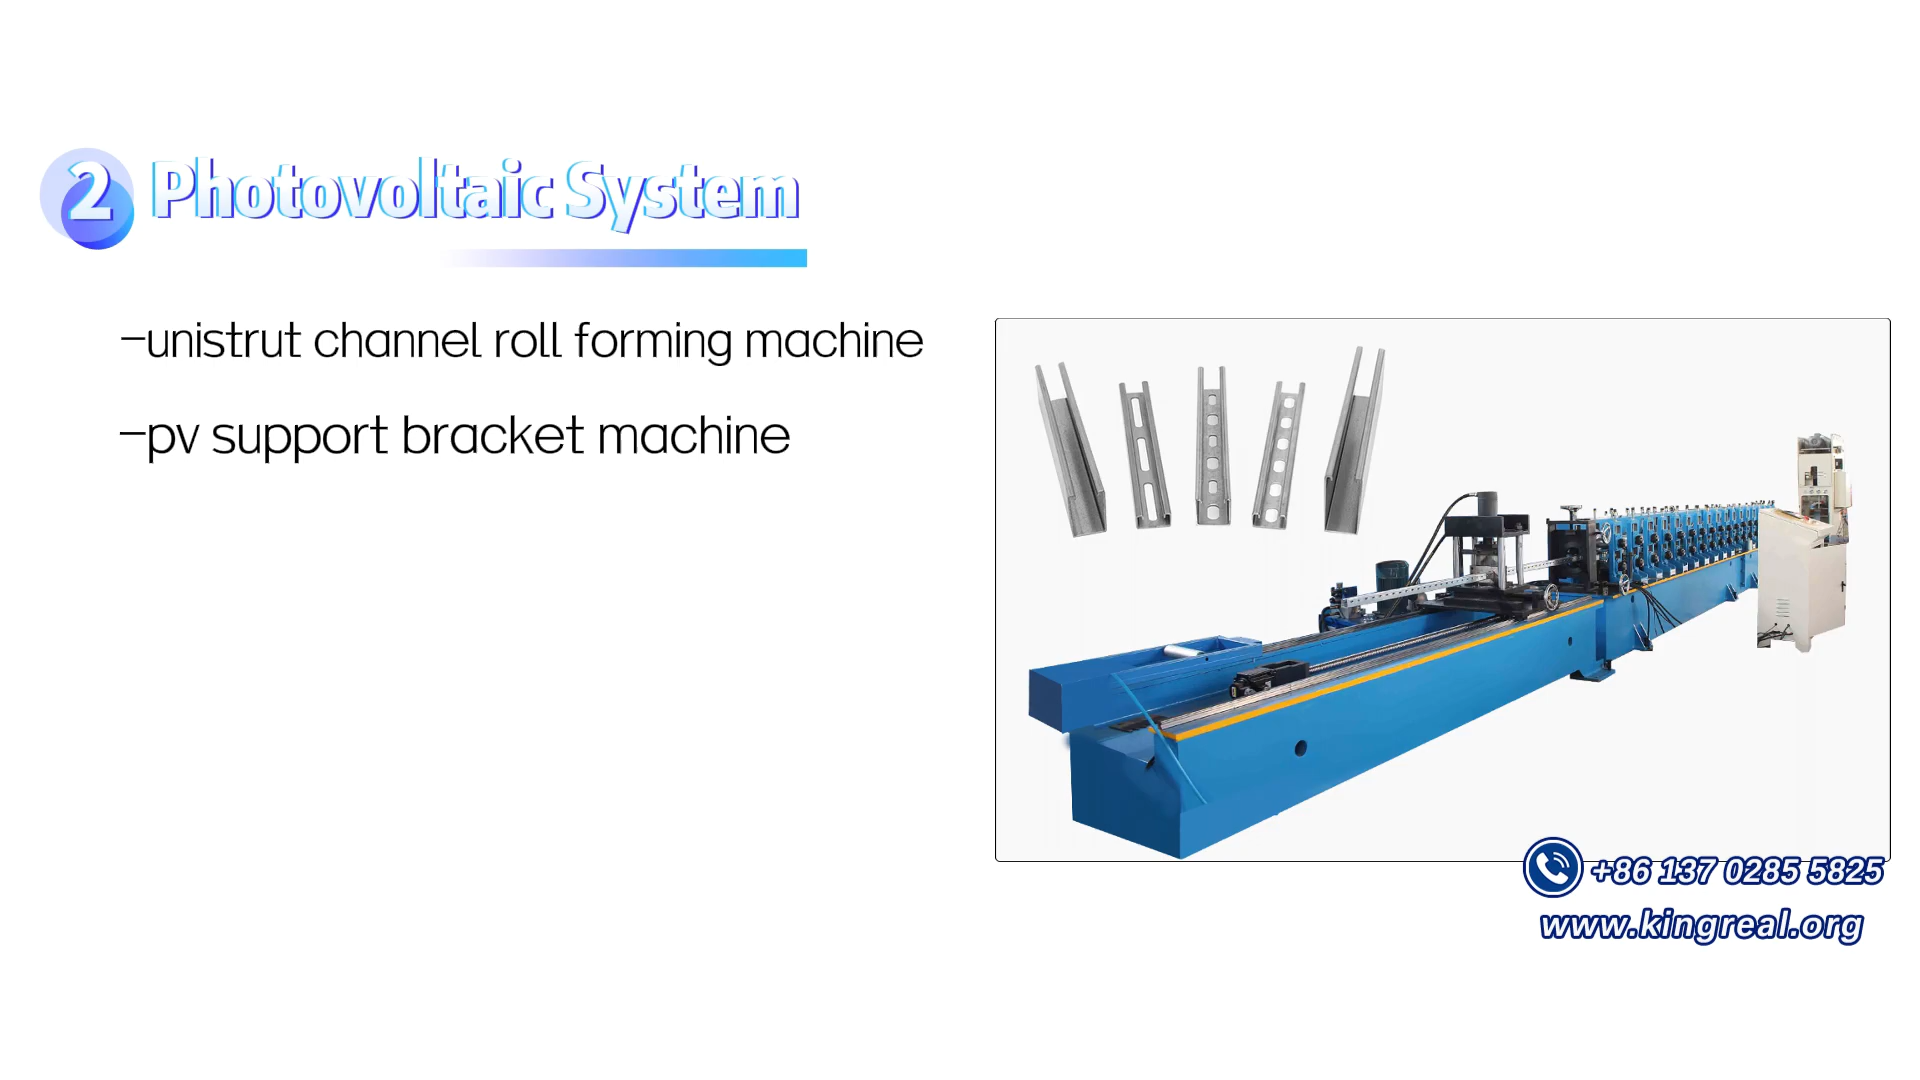 2 Photovoltaic System
-unistrut channel roll forming machine
-pv support bracket machine
+86 137 0285 5825
www.kingreal.org